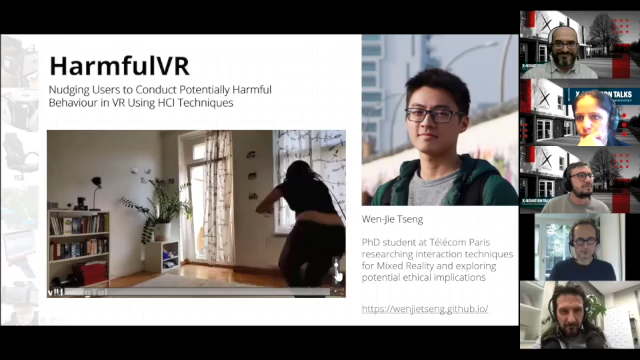 HarmfulVR
Nudging Users to Conduct Potentially Harmful
Behaviour in VR Using HCI Techniques
Wen-Jie Tseng
PhD student at Télécom Paris
researching interaction techniques
for Mixed Reality and exploring
potential ethical implications
https://wenjietseng.github.io/